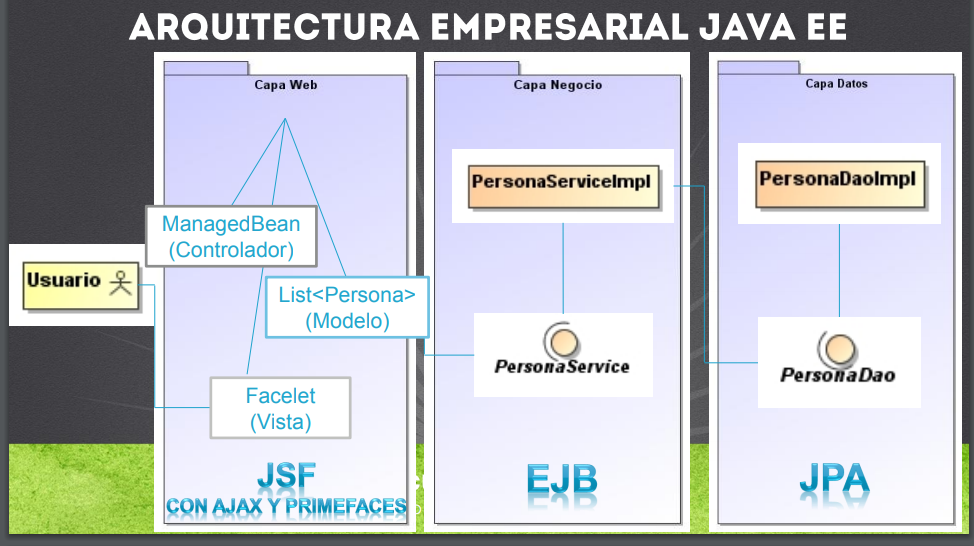 ARQUITECTURA EMPRESARIAL JAVA EE
Capa Web
ManagedBean
(Controlador)
Usuario
List<Persona>
(Modelo)
Facelet
(Vista)
JSF
CON AJAX Y PRIMEFACES
Capa Negocio
PersonaServiceImpl
PersonaService
EJB
Capa Datos
PersonaDaoImpl
PersonaDao
JPA